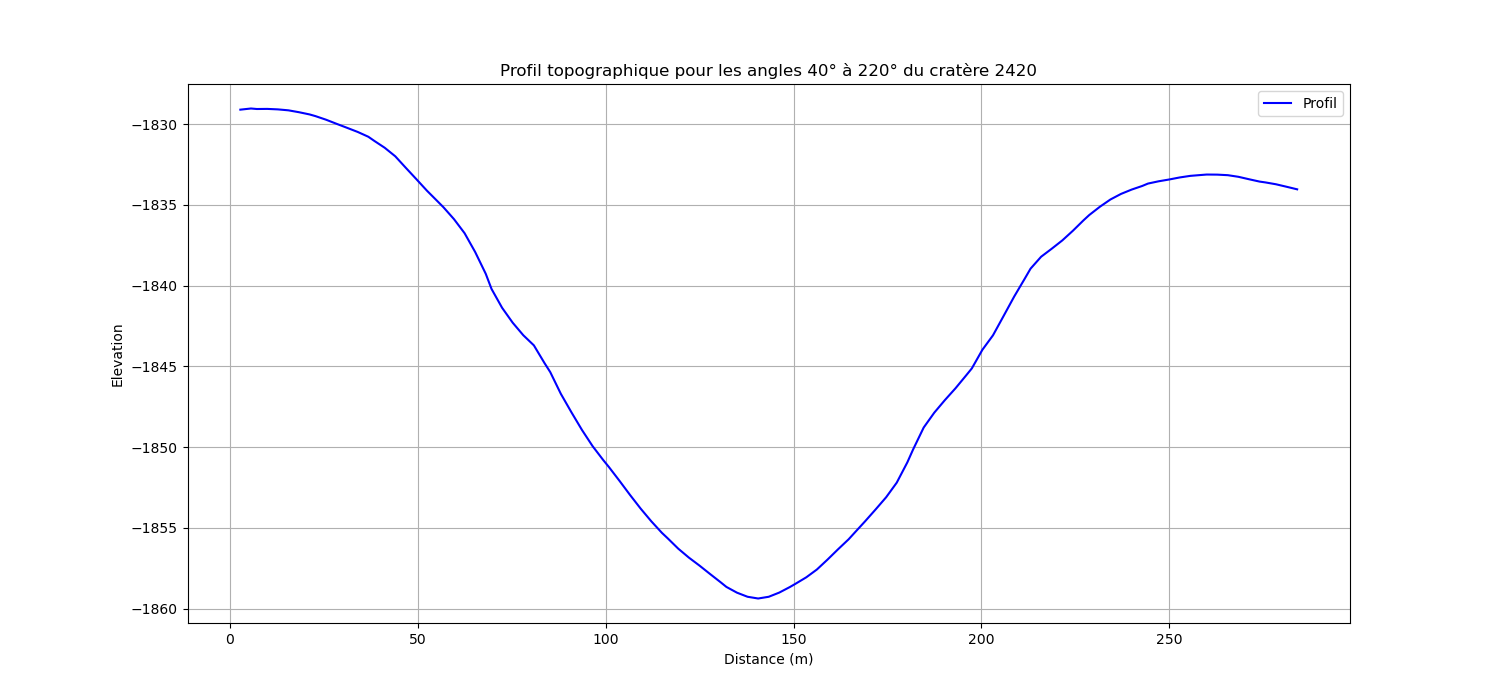 Profil topographique pour les angles 40° à 220° du cratère 2420
Profil
−1830
−1835
−1840
−1845
−1850
−1855
−1860
Elevation
0 50 100 150 200 250
Distance (m)